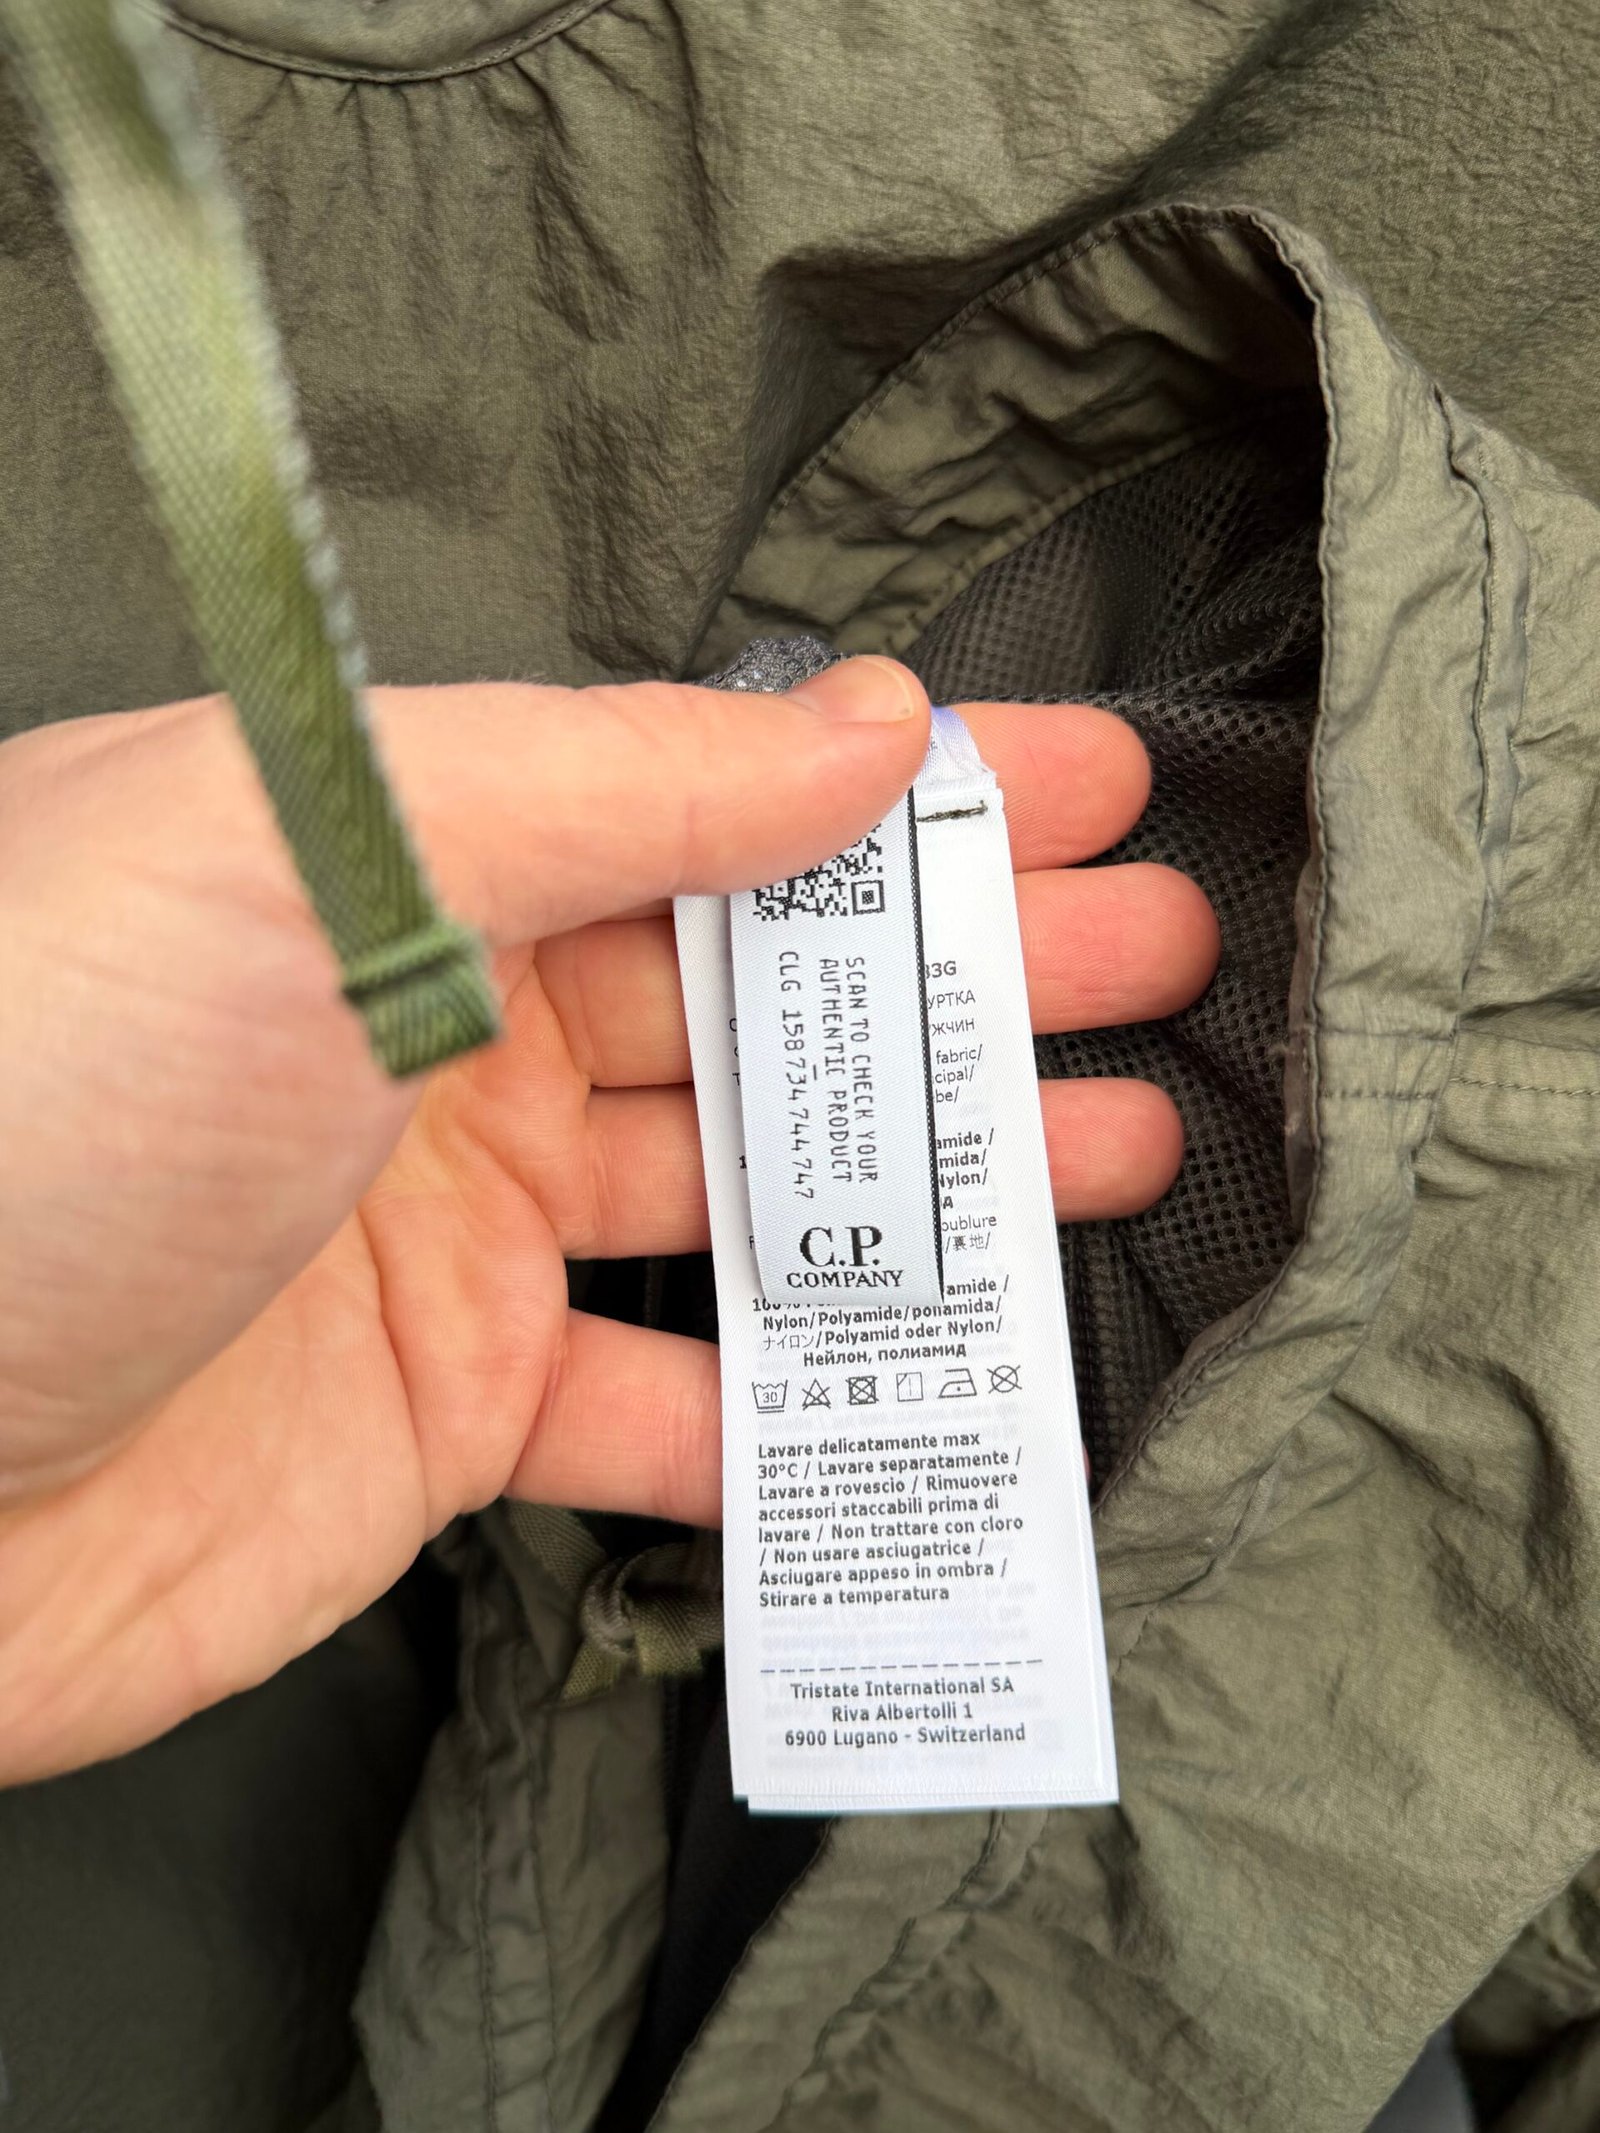 SCAN TO CHECK YOUR
AUTHENTIC PRODUCT
CLG 158734744747
C.P.
COMPANY
33G
УРТКА
ЖЧИН
fabric/
cipal/
be/
amide /
mida/
Nylon/
oublure
/裏地/
amide /
Nylon/Polyamide/poliamida/
ナイロン/Polyamid oder Nylon/
Нейлон, полиамид
30
Lavare delicatamente max
30°C / Lavare separatamente /
Lavare a rovescio / Rimuovere
accessori staccabili prima di
lavare / Non trattare con cloro
/ Non usare asciugatrice /
Asciugare appeso in ombra /
Stirare a temperatura
Tristate International SA
Riva Albertolli 1
6900 Lugano - Switzerland